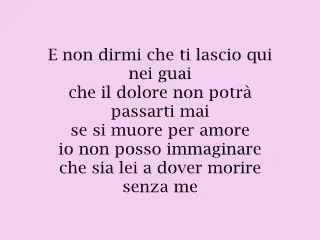 E non dirmi che ti lascio qui
nei guai
che il dolore non potrà
passarti mai
se si muore per amore
io non posso immaginare
che sia lei a dover morire
senza me